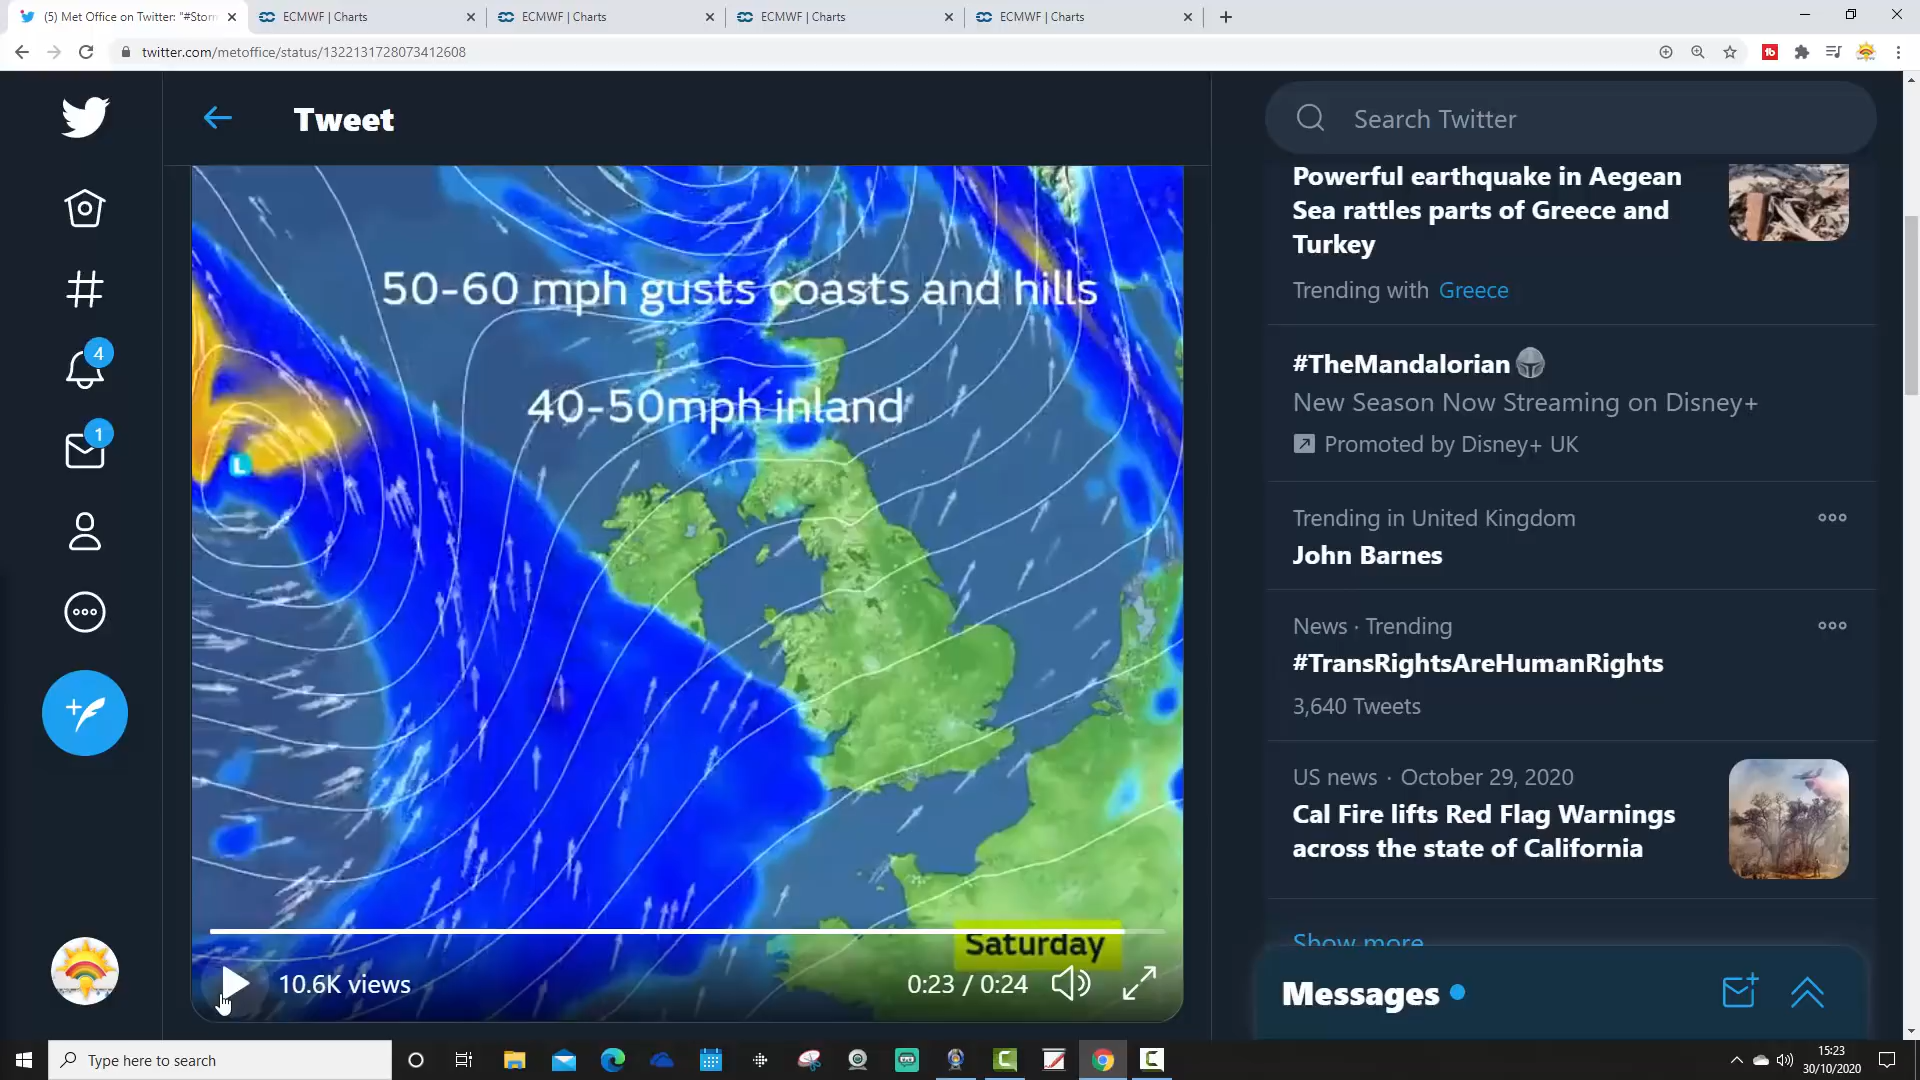 (5) Met Office on Twitter: "#Storm
ECMWF | Charts
ECMWF | Charts
ECMWF | Charts
ECMWF | Charts
twitter.com/metoffice/status/1322131728073412608
Tweet
Search Twitter
4
1
50-60 mph gusts coasts and hills
40-50mph inland
L
Saturday
10.6K views
0:23 / 0:24
Powerful earthquake in Aegean
Sea rattles parts of Greece and
Turkey
Trending with Greece
#TheMandalorian
New Season Now Streaming on Disney+
Promoted by Disney+ UK
Trending in United Kingdom
John Barnes
News · Trending
#TransRightsAreHumanRights
3,640 Tweets
US news · October 29, 2020
Cal Fire lifts Red Flag Warnings
across the state of California
Show more
Messages
Type here to search
15:23
30/10/2020